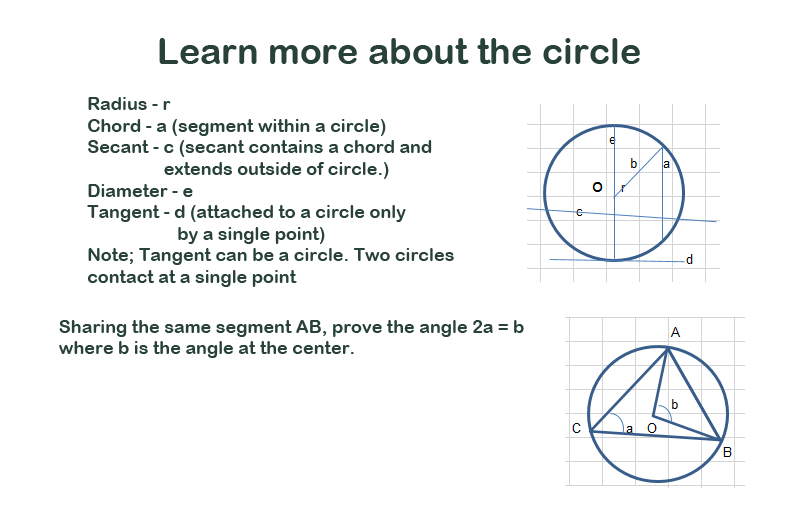 Learn more about the circle
Radius - r
Chord - a (segment within a circle)
Secant - c (secant contains a chord and
extends outside of circle.)
Diameter - e
Tangent - d (attached to a circle only
by a single point)
Note; Tangent can be a circle. Two circles
contact at a single point
e
b
a
O
r
c
d
Sharing the same segment AB, prove the angle 2a = b
where b is the angle at the center.
A
b
C
a
O
B